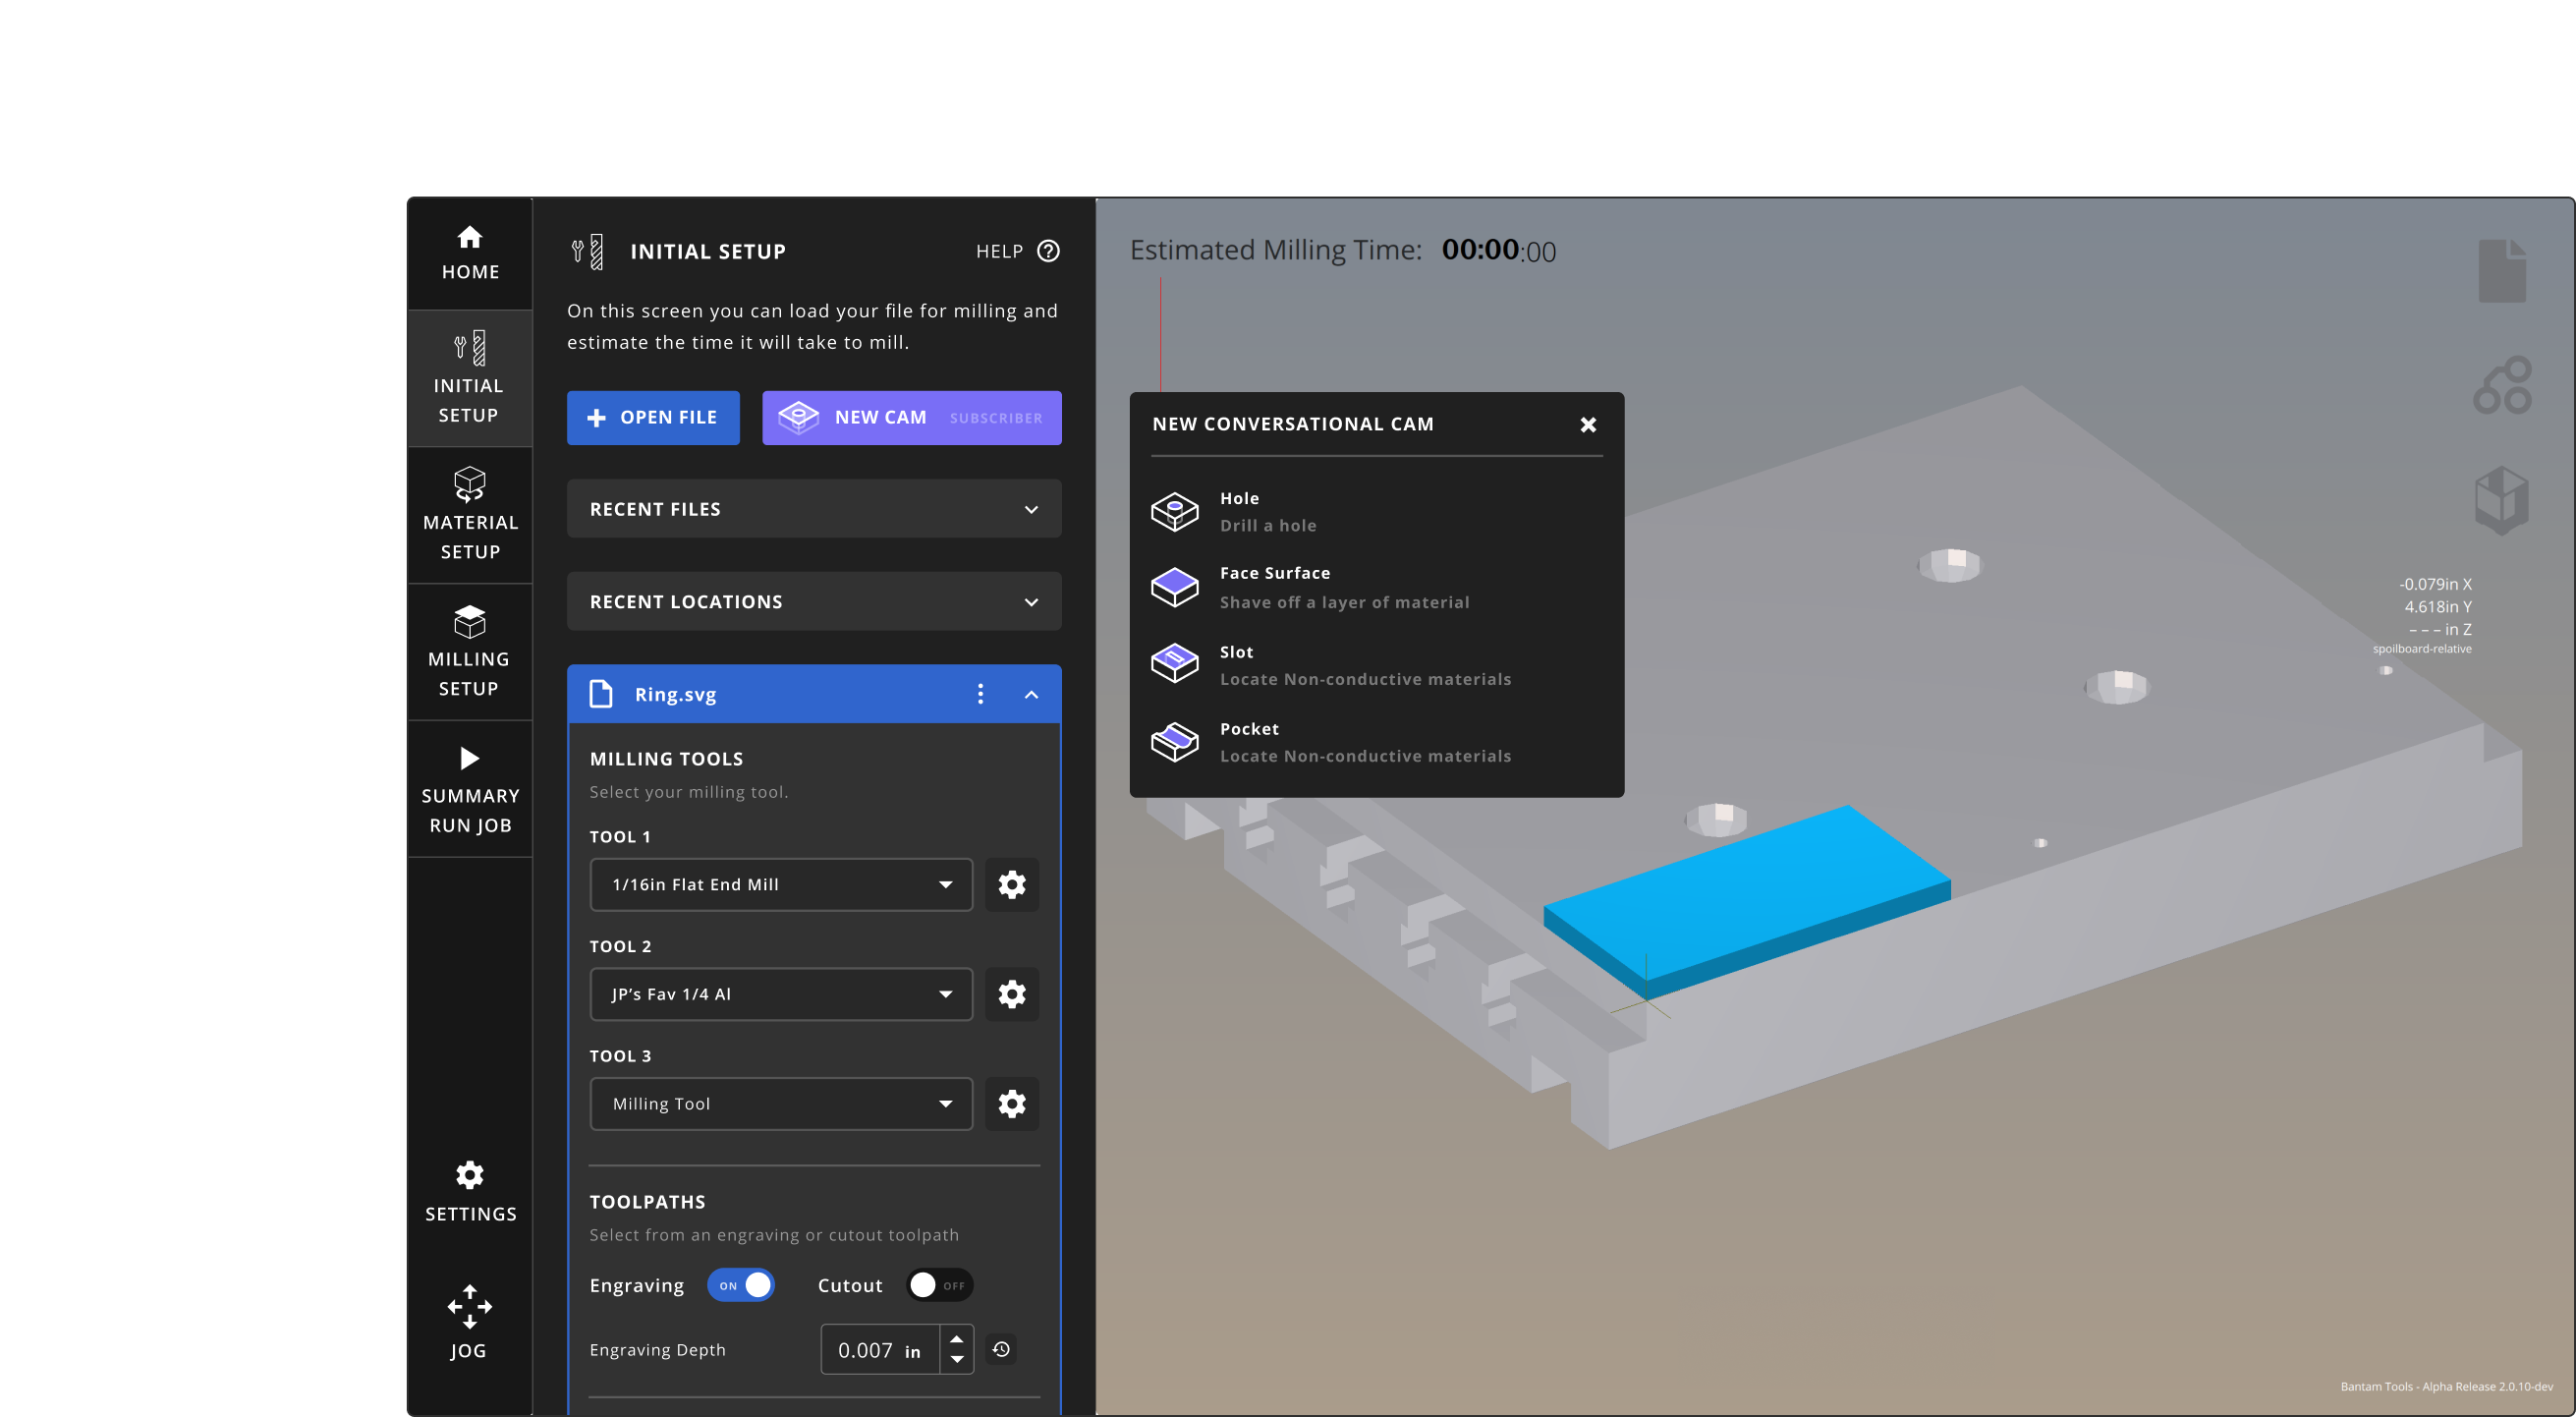 HOME
INITIAL
SETUP
MATERIAL
SETUP
MILLING
SETUP
SUMMARY
RUN JOB
SETTINGS
JOG
INITIAL SETUP
HELP
On this screen you can load your file for milling and
estimate the time it will take to mill.
OPEN FILE
NEW CAM SUBSCRIBER
RECENT FILES
RECENT LOCATIONS
Ring.svg
MILLING TOOLS
Select your milling tool.
TOOL 1
1/16in Flat End Mill
TOOL 2
JP’s Fav 1/4 Al
TOOL 3
Milling Tool
TOOLPATHS
Select from an engraving or cutout toolpath
Engraving ON Cutout OFF
Engraving Depth 0.007 in
Estimated Milling Time: 00:00:00
NEW CONVERSATIONAL CAM
Hole
Drill a hole
Face Surface
Shave off a layer of material
Slot
Locate Non-conductive materials
Pocket
Locate Non-conductive materials
-0.079in X
4.618in Y
– – – in Z
spoilboard-relative
Bantam Tools - Alpha Release 2.0.10-dev